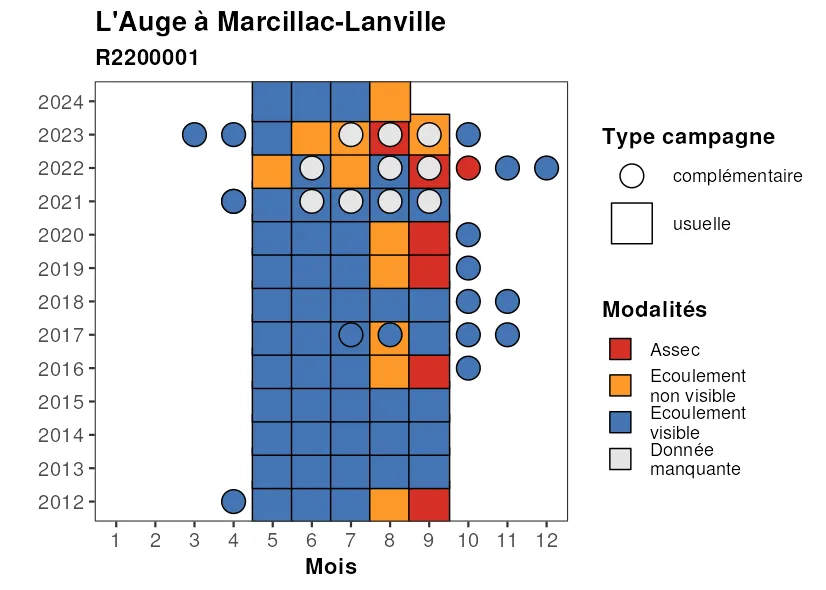 L'Auge à Marcillac-Lanville
R2200001
2024
2023
2022
2021
2020
2019
2018
2017
2016
2015
2014
2013
2012
1 2 3 4 5 6 7 8 9 10 11 12
Mois
Type campagne
complémentaire
usuelle
Modalités
Assec
Ecoulement
non visible
Ecoulement
visible
Donnée
manquante